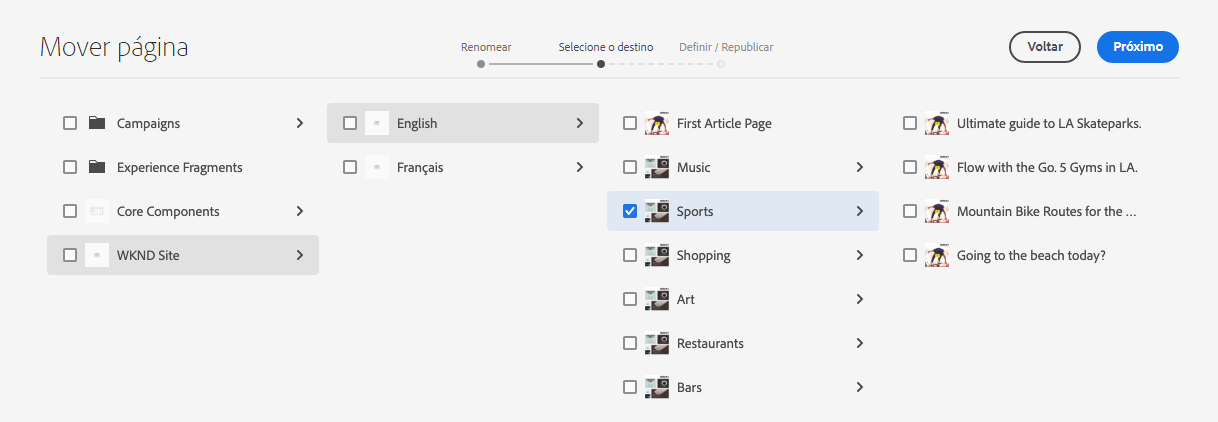 Mover página
Renomear
Selecione o destino
Definir / Republicar
Voltar
Próximo
Campaigns
Experience Fragments
Core Components
WKND Site
English
Français
First Article Page
Music
Sports
Shopping
Art
Restaurants
Bars
Ultimate guide to LA Skateparks.
Flow with the Go. 5 Gyms in LA.
Mountain Bike Routes for the ...
Going to the beach today?